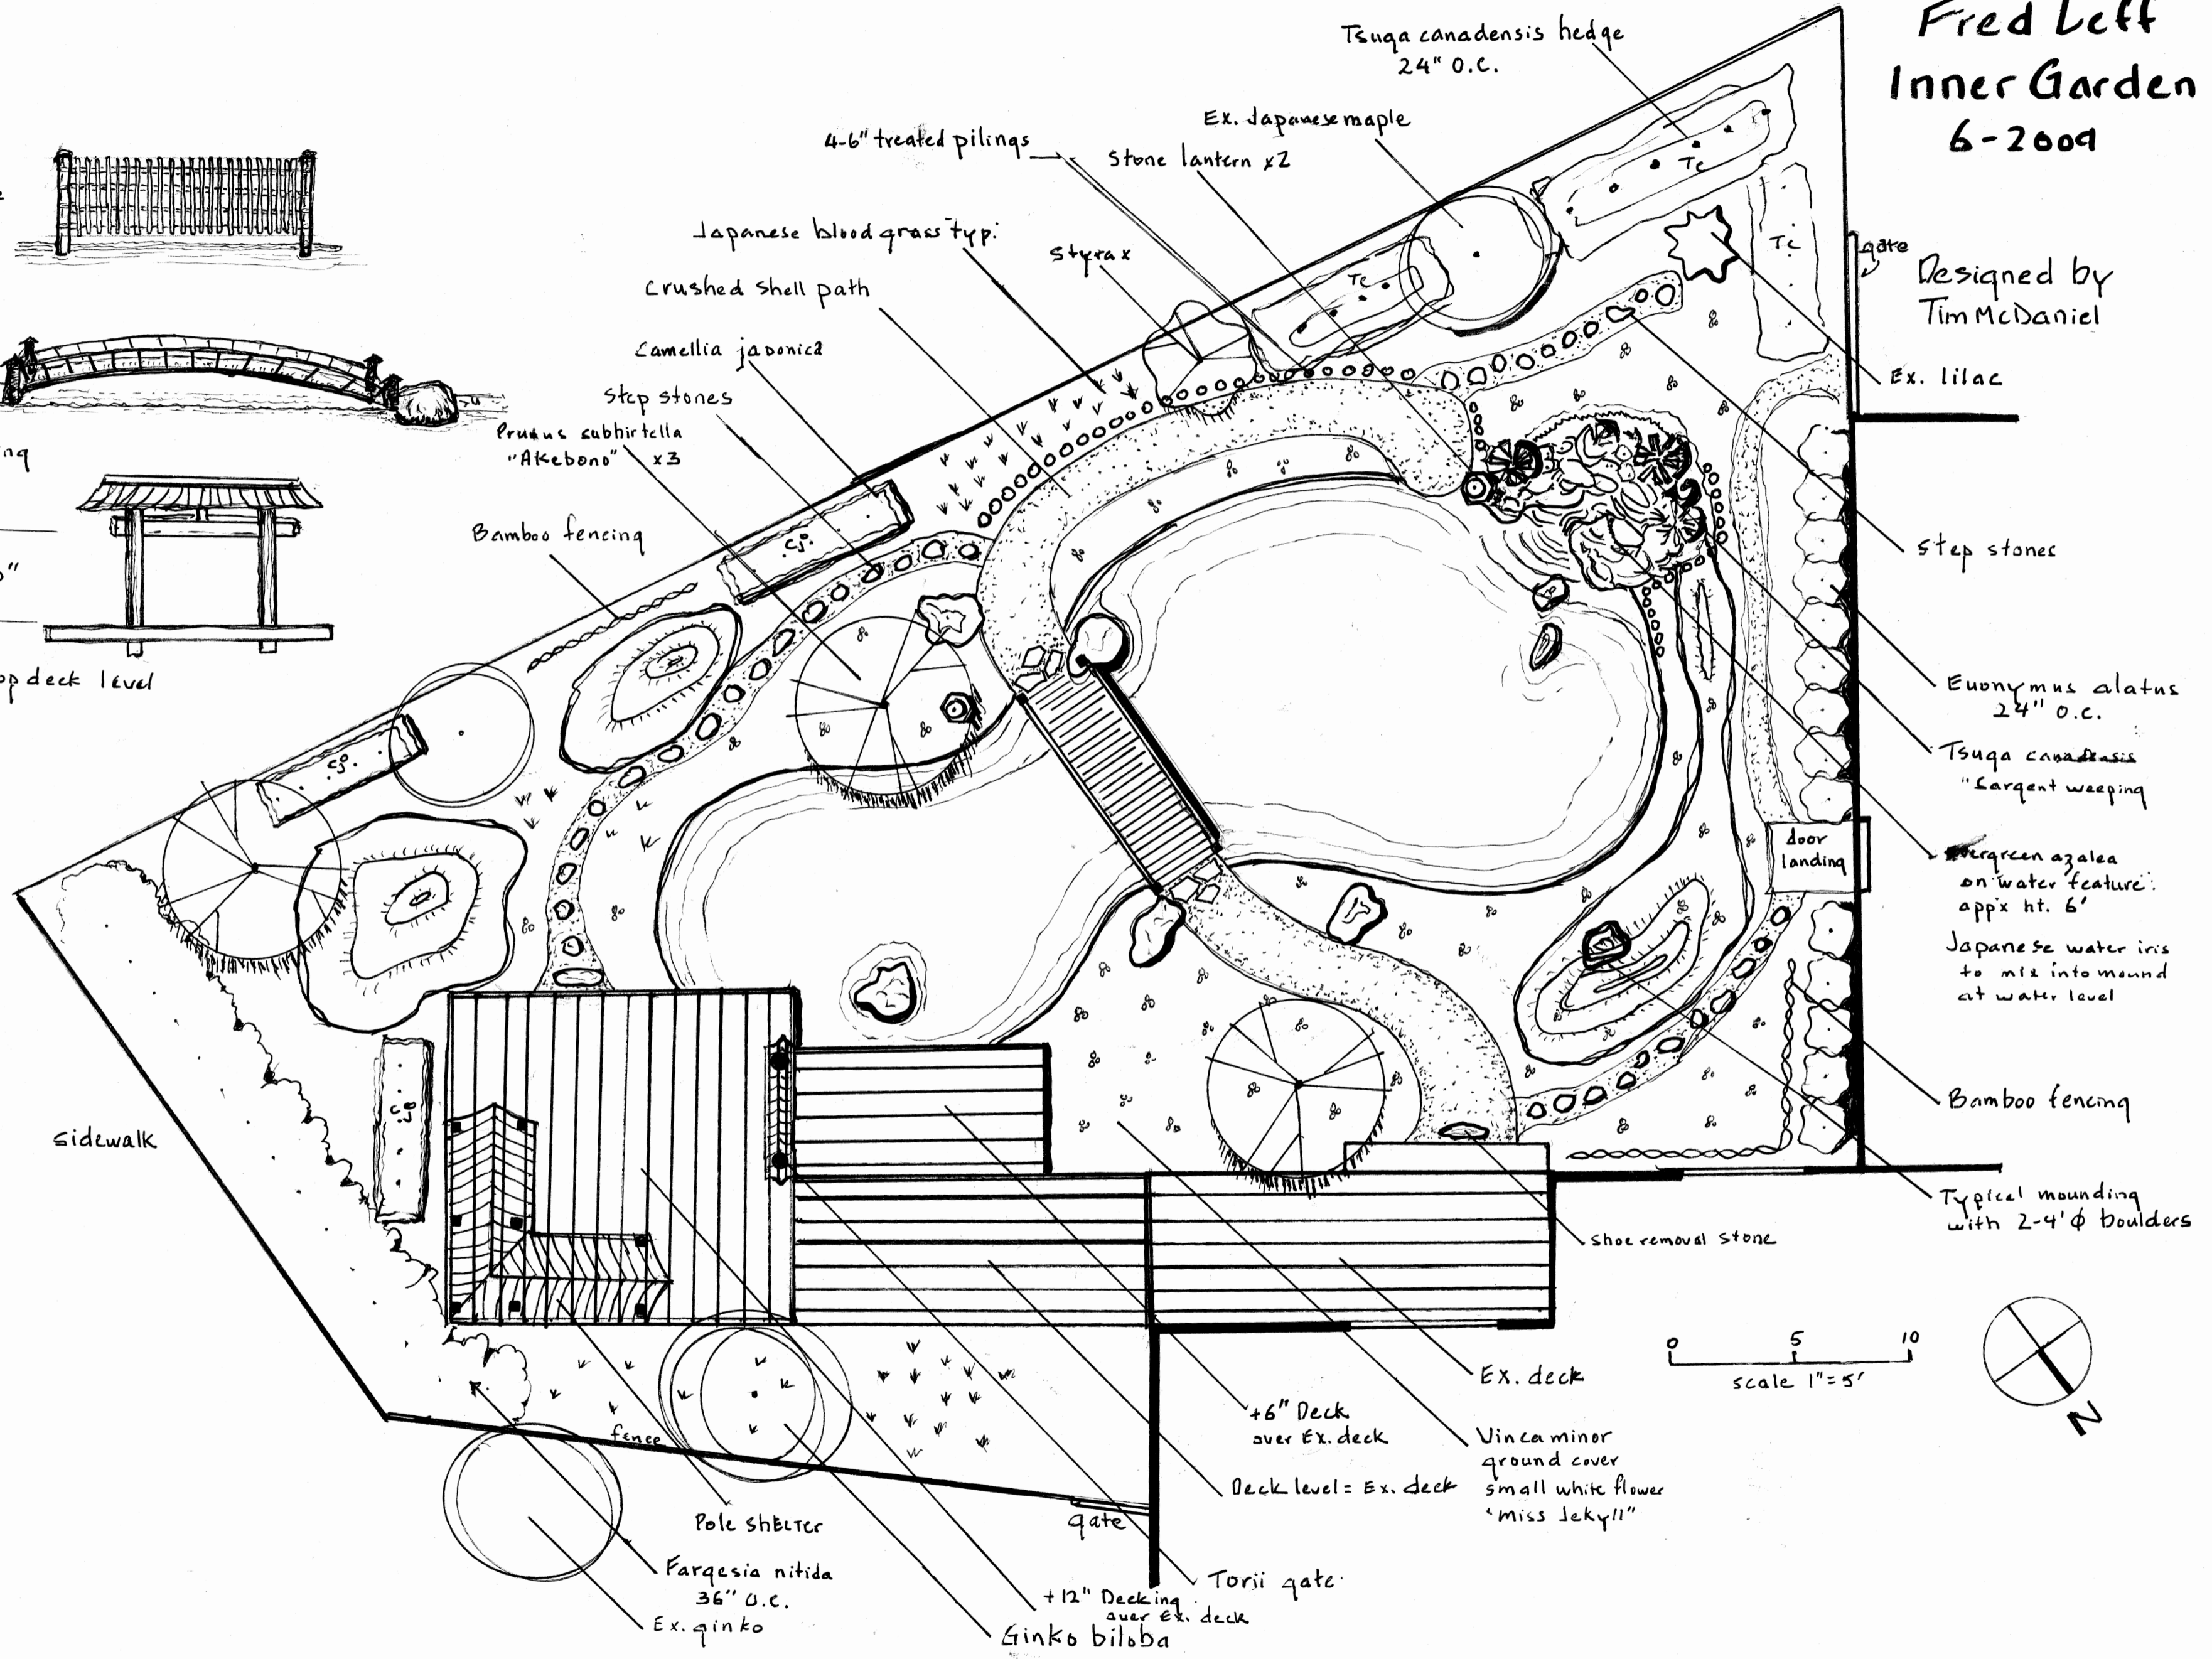 Fred Leff
Inner Garden
6-2009
Designed by
Tim McDaniel
Tsuga canadensis hedge
24" O.C.
Ex. Japanese maple
4-6" treated pilings
Stone lantern x2
Japanese blood grass typ.
Styrax
Crushed shell path
Camellia japonica
Step stones
Prunus subhirtella
"Akebono" x3
Bamboo fencing
Tc
Tc
Tc
gate
Ex. lilac
Step stones
Euonymus alatus
24" O.C.
Tsuga canadensis
"Sargent weeping
Evergreen azalea
on water feature:
app'x ht. 6'
Japanese water iris
to mix into mound
at water level
door
landing
Bamboo fencing
Typical mounding
with 2-4' Φ boulders
Shoe removal stone
cj.
cj.
cj.
ng
o"
op deck level
Sidewalk
fence
gate
0 5 10
scale 1"=5'
N
Ex. deck
+6" Deck
over Ex. deck
Vinca minor
ground cover
small white flower
"miss Jekyll"
Deck level = Ex. deck
Pole Shelter
Fargesia nitida
36" O.C.
Ex. ginko
Torii gate
+12" Decking
over Ex. deck
Ginko biloba